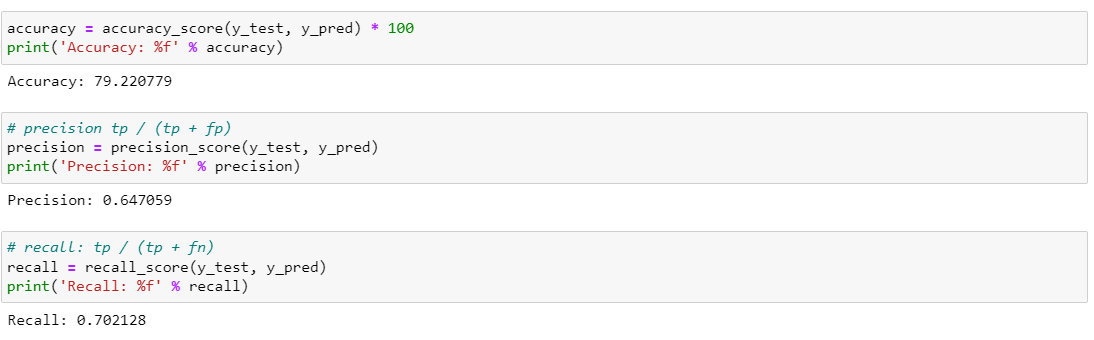 accuracy = accuracy_score(y_test, y_pred) * 100
print('Accuracy: %f' % accuracy)
Accuracy: 79.220779
# precision tp / (tp + fp)
precision = precision_score(y_test, y_pred)
print('Precision: %f' % precision)
Precision: 0.647059
# recall: tp / (tp + fn)
recall = recall_score(y_test, y_pred)
print('Recall: %f' % recall)
Recall: 0.702128